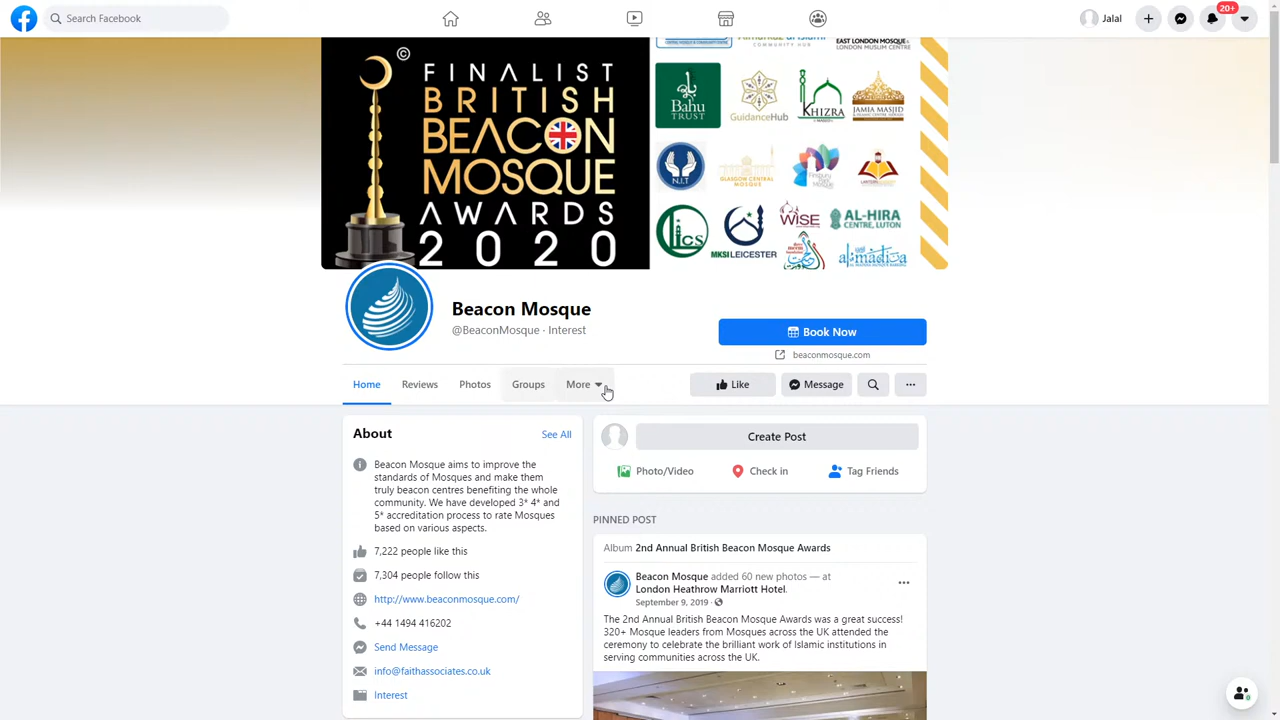 Search Facebook
Jalal
20+
COMMUNITY HUB
EAST LONDON MOSQUE
LONDON MUSLIM CENTRE
©
FINALIST
BRITISH
BEACON
MOSQUE
AWARDS
2020
Bahu
TRUST
GuidanceHub
KHIZRA
MASJID
JAMIA MASJID
N.I.T
GLASGOW CENTRAL
MOSQUE
Finsbury Park Mosque
LICS
MKSI LEICESTER
WISE
AL-HIRA
CENTRE, LUTON
Beacon Mosque
@BeaconMosque · Interest
Book Now
beaconmosque.com
Home
Reviews
Photos
Groups
More
Like
Message
...
About
See All
Beacon Mosque aims to improve the
standards of Mosques and make them
truly beacon centres benefiting the whole
community. We have developed 3* 4* and
5* accreditation process to rate Mosques
based on various aspects.
7,222 people like this
7,304 people follow this
http://www.beaconmosque.com/
+44 1494 416202
Send Message
info@faithassociates.co.uk
Interest
Create Post
Photo/Video
Check in
Tag Friends
PINNED POST
Album 2nd Annual British Beacon Mosque Awards
Beacon Mosque added 60 new photos — at
London Heathrow Marriott Hotel.
...
September 9, 2019 ·
The 2nd Annual British Beacon Mosque Awards was a great success!
320+ Mosque leaders from Mosques across the UK attended the
ceremony to celebrate the brilliant work of Islamic institutions in
serving communities across the UK.